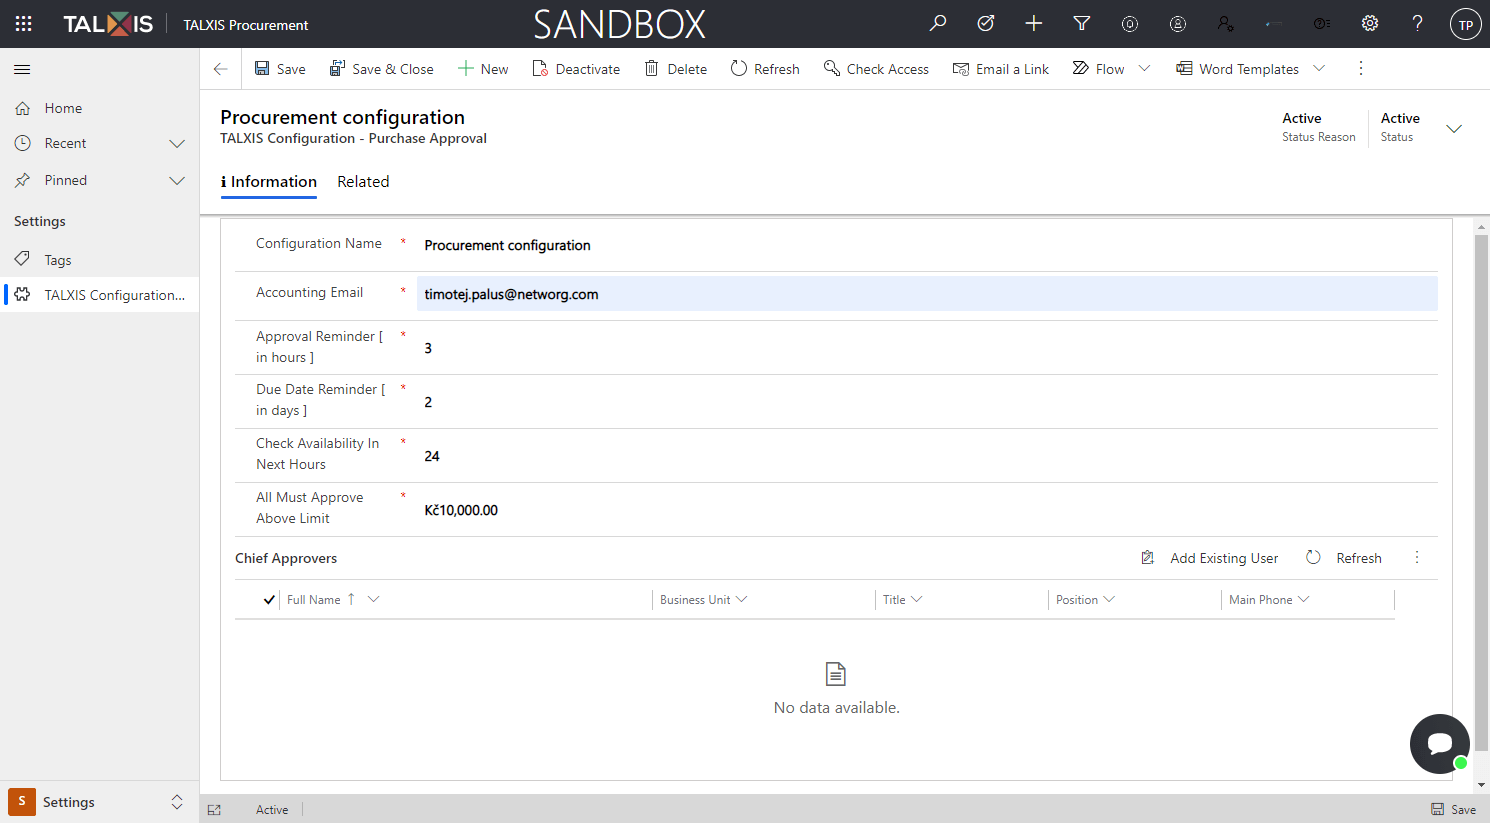 TALXIS
TALXIS Procurement
SANDBOX
TP
Save
Save & Close
New
Deactivate
Delete
Refresh
Check Access
Email a Link
Flow
Word Templates
Home
Recent
Pinned
Settings
Tags
TALXIS Configuration...
Procurement configuration
TALXIS Configuration - Purchase Approval
Active
Status Reason
Active
Status
Information
Related
Configuration Name *
Procurement configuration
Accounting Email *
timotej.palus@networg.com
Approval Reminder [ *
in hours ]
3
Due Date Reminder [ *
in days ]
2
Check Availability In *
Next Hours
24
All Must Approve *
Above Limit
Kč10,000.00
Chief Approvers
Add Existing User
Refresh
Full Name
Business Unit
Title
Position
Main Phone
No data available.
S
Settings
Active
Save